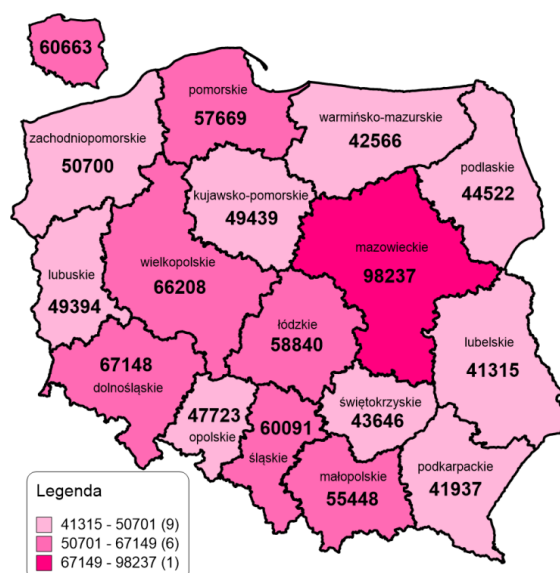 60663
pomorskie
57669
warmińsko-mazurskie
42566
zachodniopomorskie
50700
podlaskie
44522
kujawsko-pomorskie
49439
mazowieckie
98237
wielkopolskie
66208
lubuskie
49394
łódzkie
58840
lubelskie
41315
67148
dolnośląskie
47723
opolskie
60091
śląskie
świętokrzyskie
43646
małopolskie
55448
podkarpackie
41937
Legenda
41315 - 50701 (9)
50701 - 67149 (6)
67149 - 98237 (1)